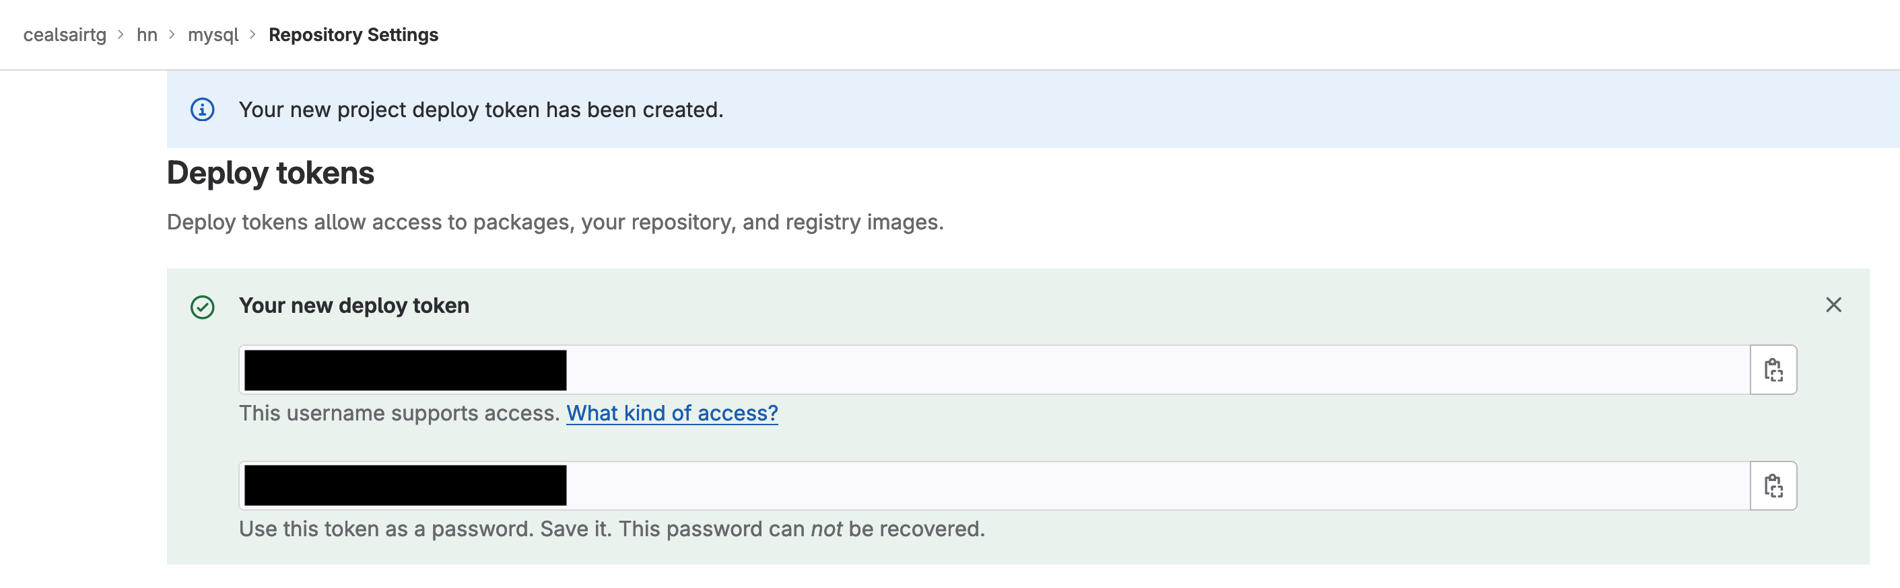 cealsairtg > hn > mysql > Repository Settings
Your new project deploy token has been created.
Deploy tokens
Deploy tokens allow access to packages, your repository, and registry images.
Your new deploy token
This username supports access. What kind of access?
Use this token as a password. Save it. This password can not be recovered.